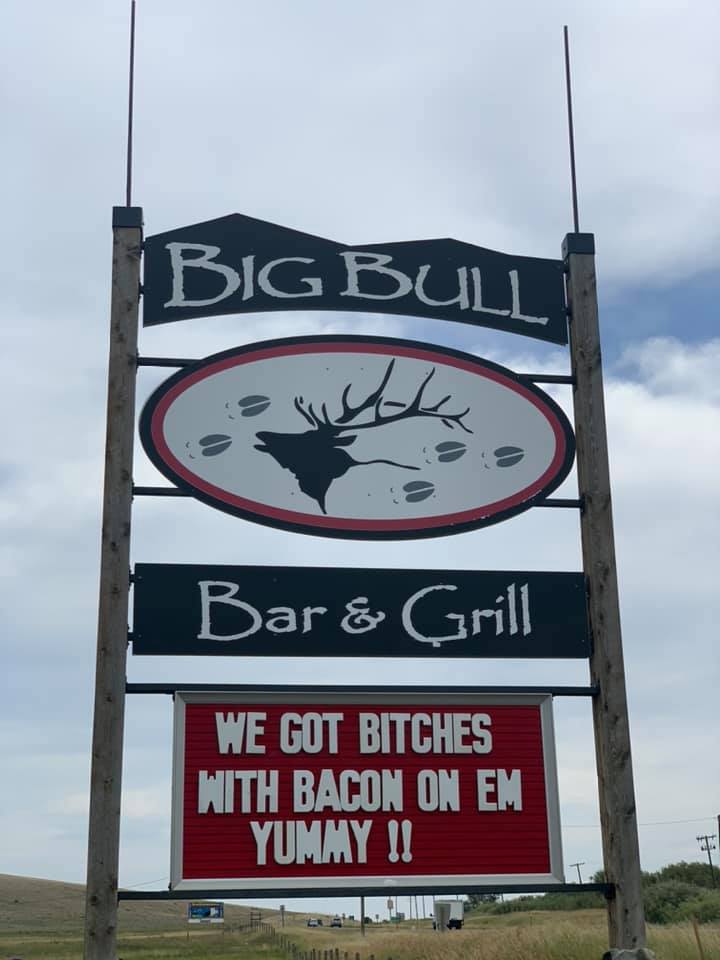 BIG BULL
Bar & Grill
WE GOT BITCHES
WITH BACON ON EM
YUMMY !!